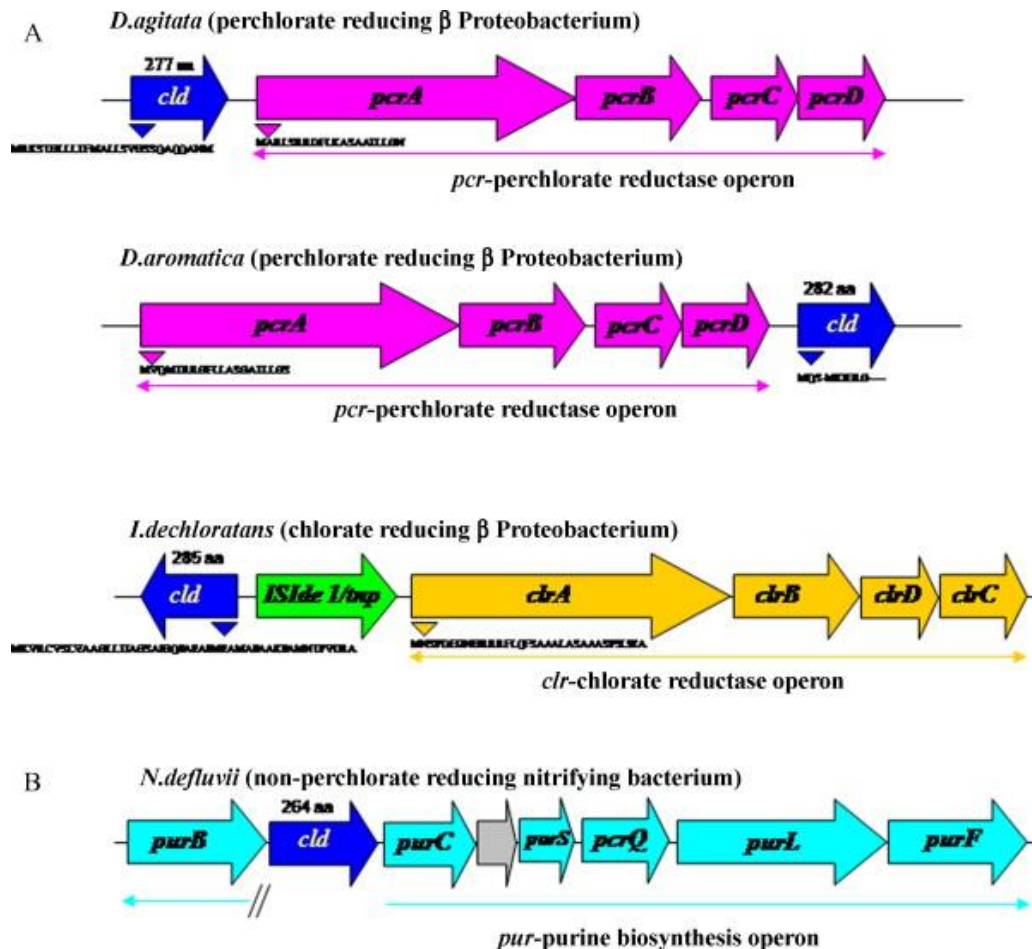 A
D.agitata (perchlorate reducing β Proteobacterium)
277 aa
cld
pcrA
pcrB
pcrC
pcrD
pcr-perchlorate reductase operon
D.aromatica (perchlorate reducing β Proteobacterium)
282 aa
pcrA
pcrB
pcrC
pcrD
cld
pcr-perchlorate reductase operon
I.dechloratans (chlorate reducing β Proteobacterium)
285 aa
cld
ISIde 1/tnp
clrA
clrB
clrD
clrC
clr-chlorate reductase operon
B
N.defluvii (non-perchlorate reducing nitrifying bacterium)
264 aa
purB
cld
purC
purS
pcrQ
purL
purF
//
pur-purine biosynthesis operon